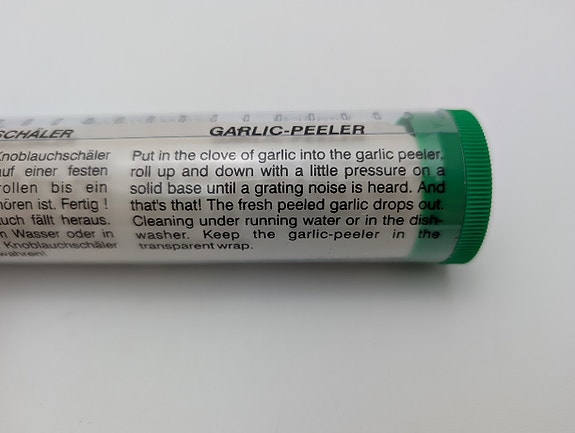 SCHÄLER
Knoblauchschäler
auf einer festen
rollen bis ein
hören ist. Fertig !
auch fällt heraus.
n Wasser oder in
Knoblauchschäler
wahren!
GARLIC-PEELER
Put in the clove of garlic into the garlic peeler,
roll up and down with a little pressure on a
solid base until a grating noise is heard. And
that's that! The fresh peeled garlic drops out.
Cleaning under running water or in the dish-
washer. Keep the garlic-peeler in the
transparent wrap.